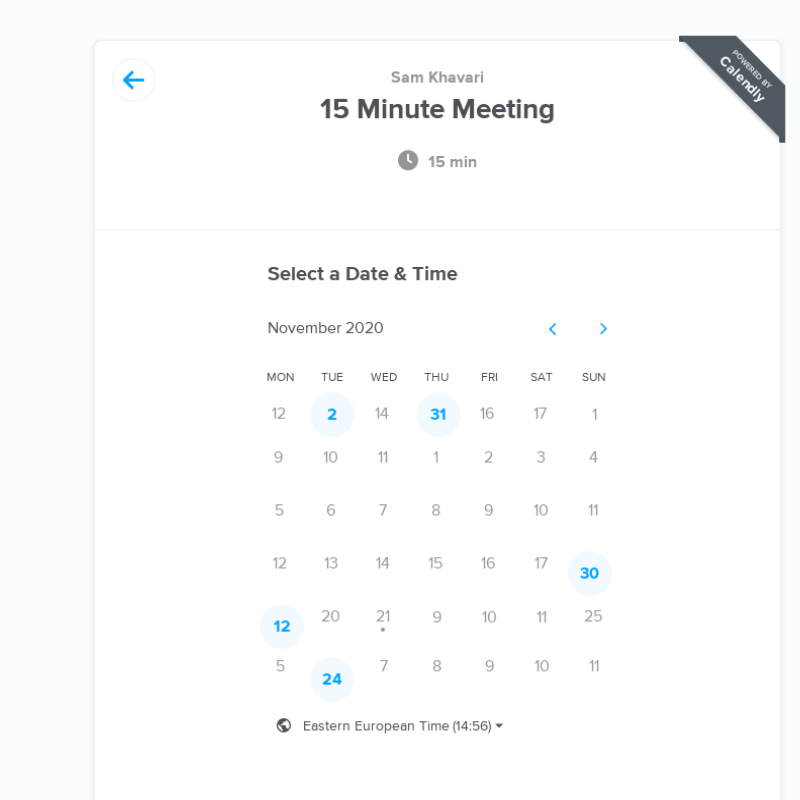 POWERED BY
Calendly
Sam Khavari
15 Minute Meeting
15 min
Select a Date & Time
November 2020
MON TUE WED THU FRI SAT SUN
12 2 14 31 16 17 1
9 10 11 1 2 3 4
5 6 7 8 9 10 11
12 13 14 15 16 17 30
12 20 21 9 10 11 25
5 24 7 8 9 10 11
Eastern European Time (14:56)